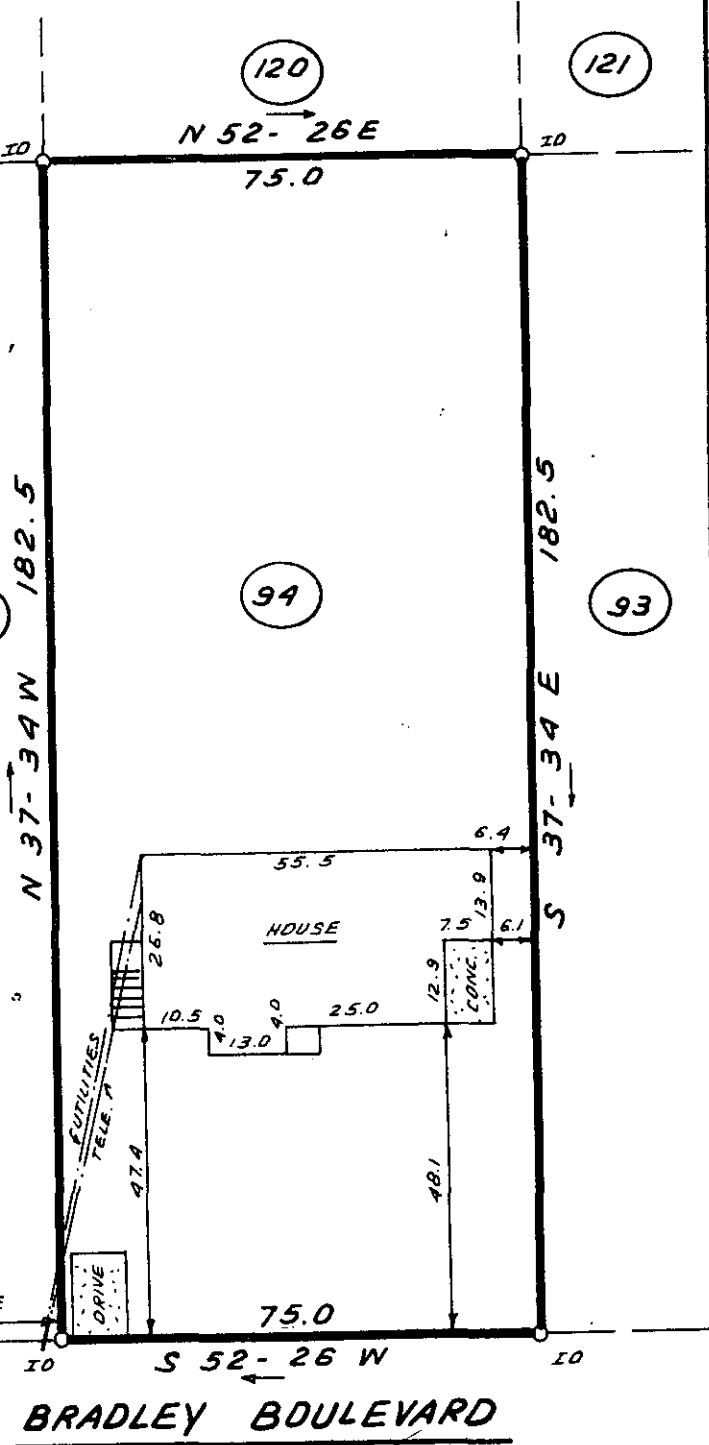 120
121
N 52- 26E
IO
IO
75.0
N 37-34W 182.5
182.5
S 37-34 E
94
93
6.4
55.5
13.9
26.8
HOUSE
7.5
6.1
12.9
CONC.
10.5
4.0
4.0
25.0
13.0
UTILITIES
TELE.
47.4
48.1
DRIVE
75.0
IO
S 52- 26 W
IO
BRADLEY BOULEVARD